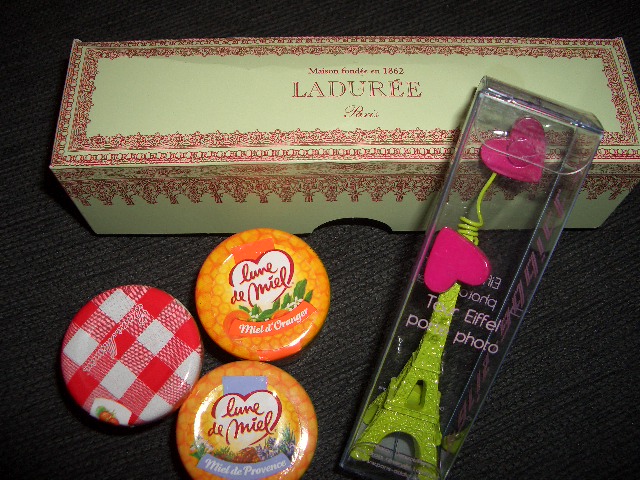 Maison fondée en 1862
LADURÉE
Paris
lune
de miel
Miel d'Oranger
lune
de miel
Miel de Provence
Tour Eiffel
photo